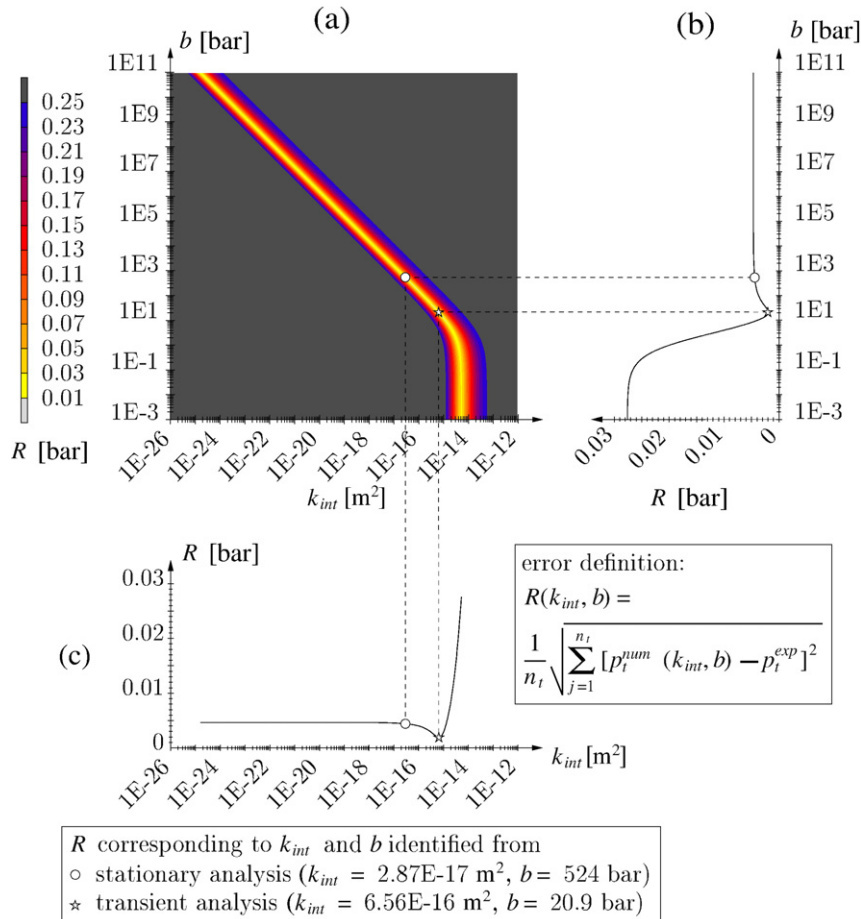 (a)
(b)
b [bar]
b [bar]
1E11
1E9
1E7
1E5
1E3
1E1
1E-1
1E-3
0.25
0.23
0.21
0.19
0.17
0.15
0.13
0.11
0.09
0.07
0.05
0.03
0.01
R [bar]
1E-26
1E-24
1E-22
1E-20
1E-18
1E-16
1E-14
1E-12
k_int [m²]
1E11
1E9
1E7
1E5
1E3
1E1
1E-1
1E-3
0.03
0.02
0.01
0
R [bar]
R [bar]
0.03
0.02
0.01
0
(c)
1E-26
1E-24
1E-22
1E-20
1E-18
1E-16
1E-14
1E-12
k_int [m²]
error definition:
R(k_int, b) =
1/n_t √ ∑_{j=1}^{n_t} [p_t^{num} (k_int, b) – p_t^{exp}]²
R corresponding to k_int and b identified from
○ stationary analysis (k_int = 2.87E-17 m², b = 524 bar)
☆ transient analysis (k_int = 6.56E-16 m², b = 20.9 bar)